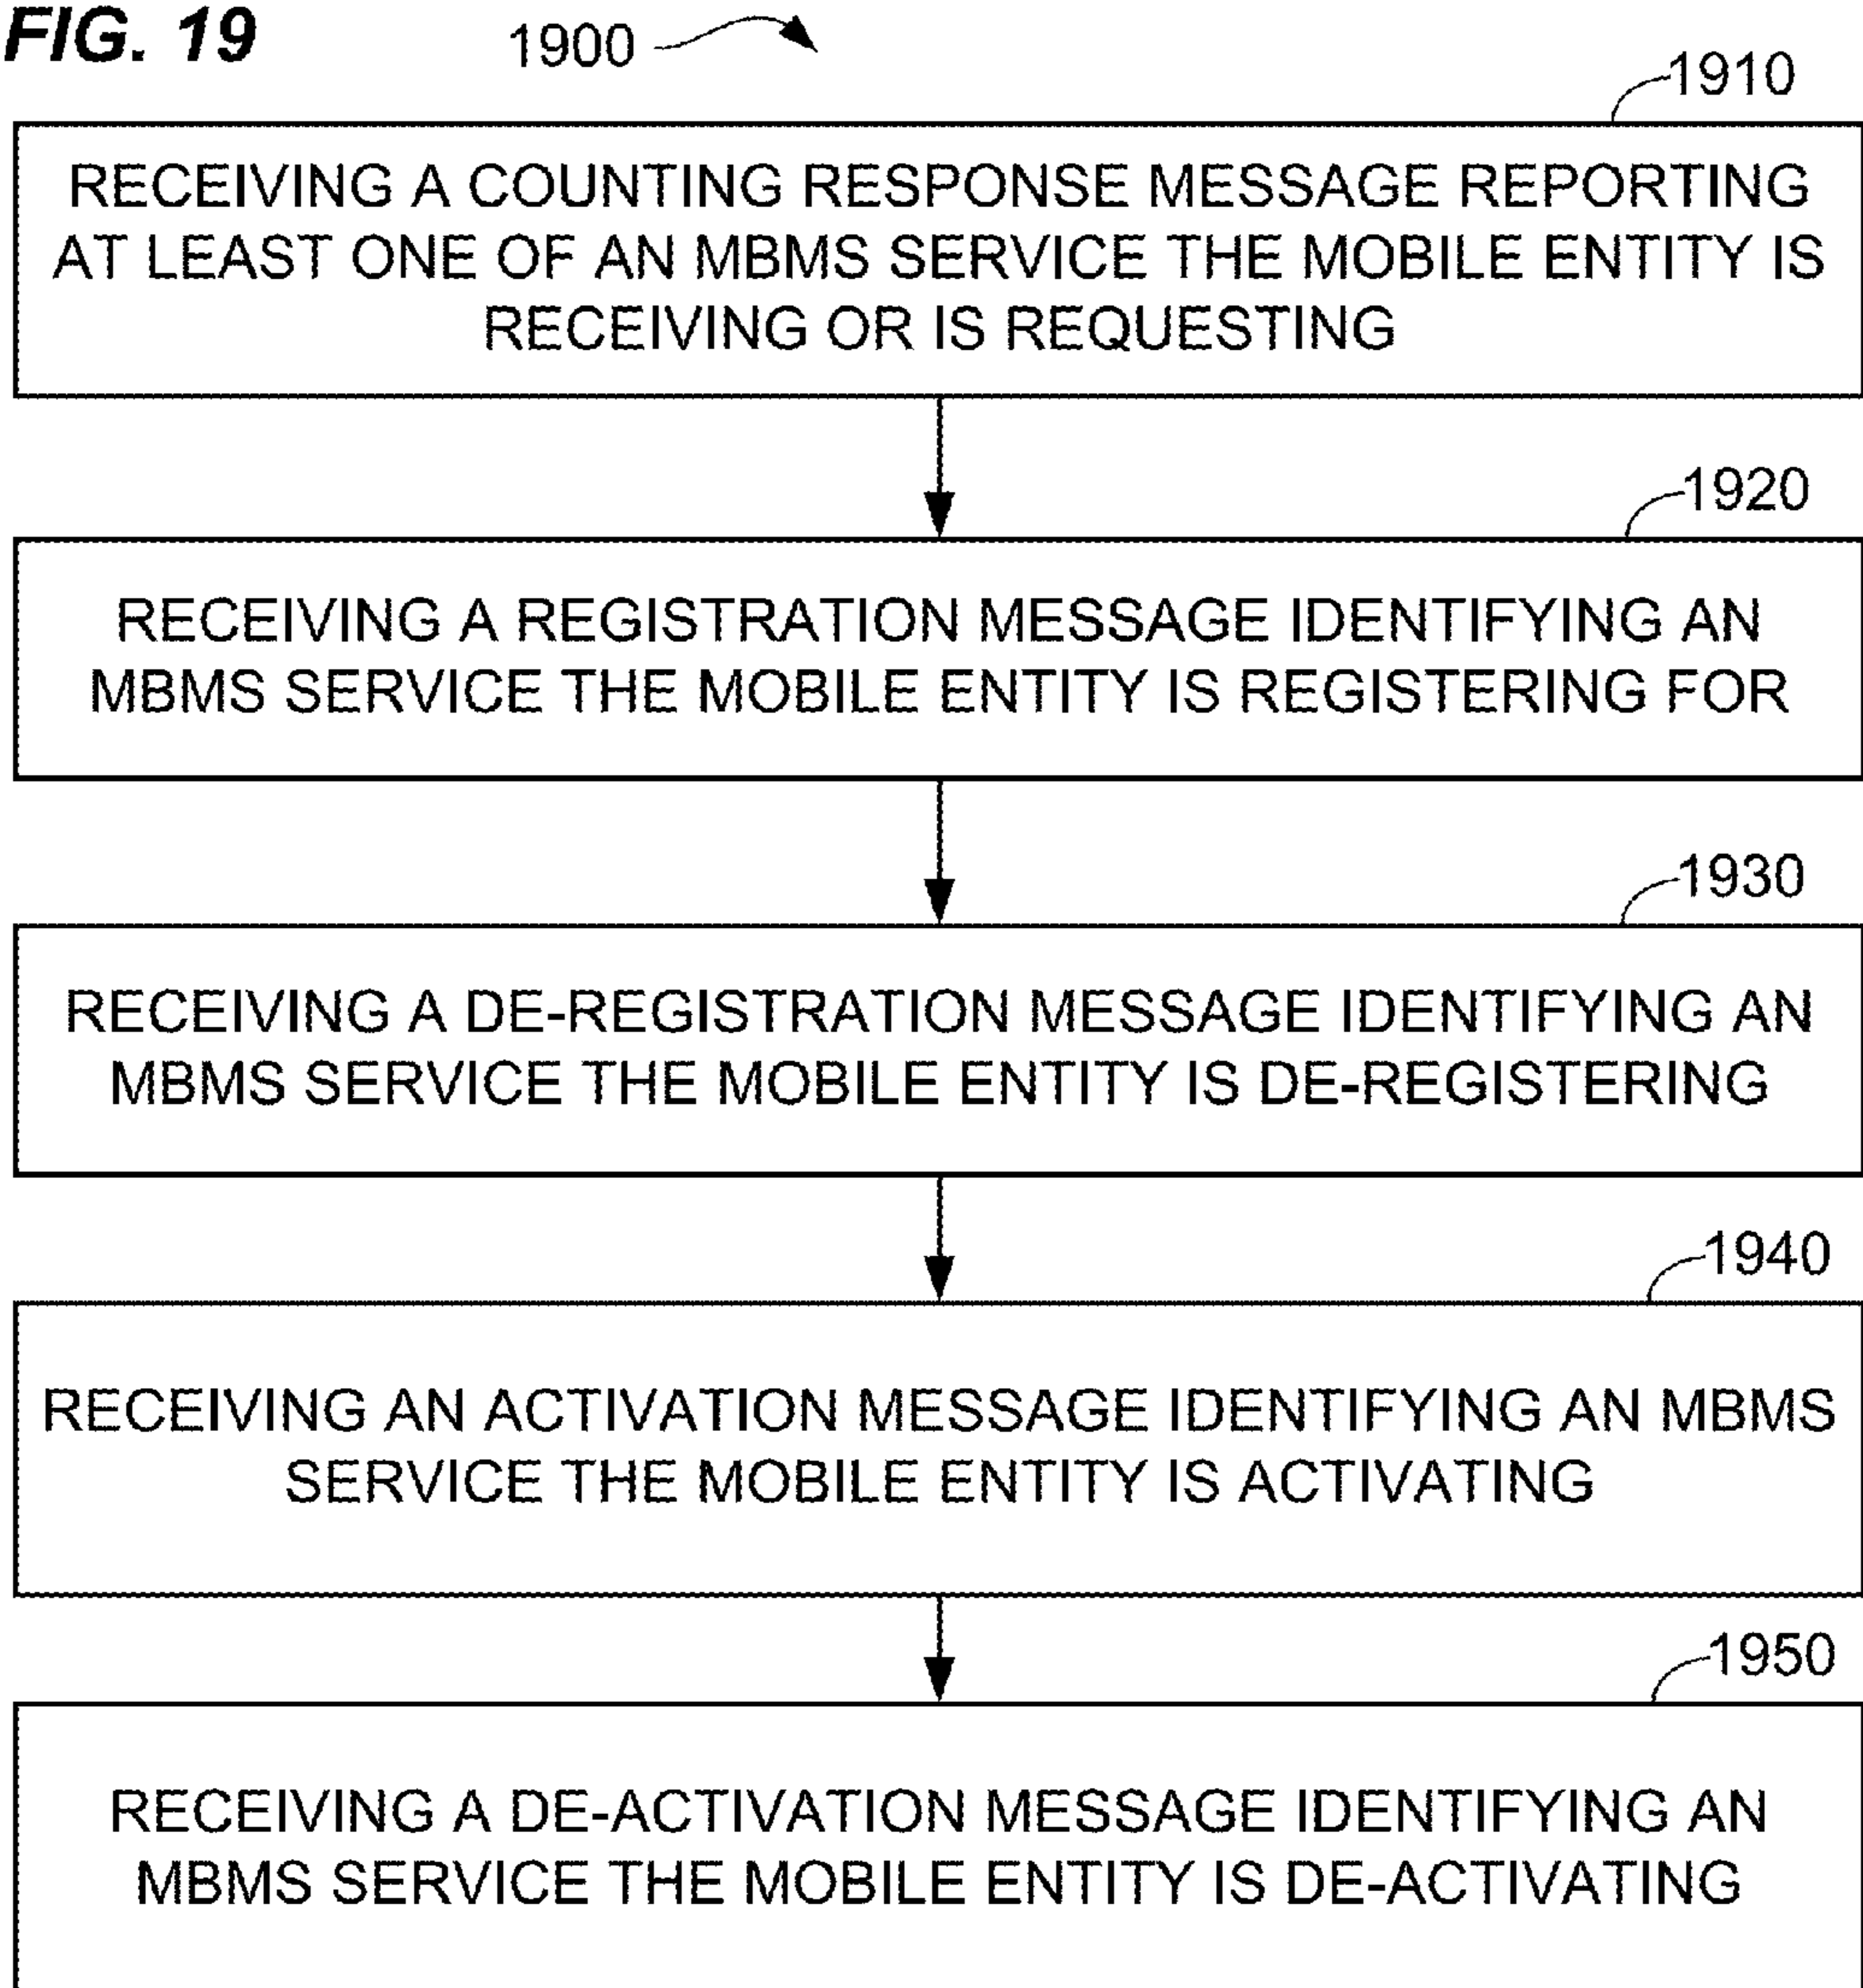 FIG. 19
1900
1910
RECEIVING A COUNTING RESPONSE MESSAGE REPORTING
AT LEAST ONE OF AN MBMS SERVICE THE MOBILE ENTITY IS
RECEIVING OR IS REQUESTING
1920
RECEIVING A REGISTRATION MESSAGE IDENTIFYING AN
MBMS SERVICE THE MOBILE ENTITY IS REGISTERING FOR
1930
RECEIVING A DE-REGISTRATION MESSAGE IDENTIFYING AN
MBMS SERVICE THE MOBILE ENTITY IS DE-REGISTERING
1940
RECEIVING AN ACTIVATION MESSAGE IDENTIFYING AN MBMS
SERVICE THE MOBILE ENTITY IS ACTIVATING
1950
RECEIVING A DE-ACTIVATION MESSAGE IDENTIFYING AN
MBMS SERVICE THE MOBILE ENTITY IS DE-ACTIVATING